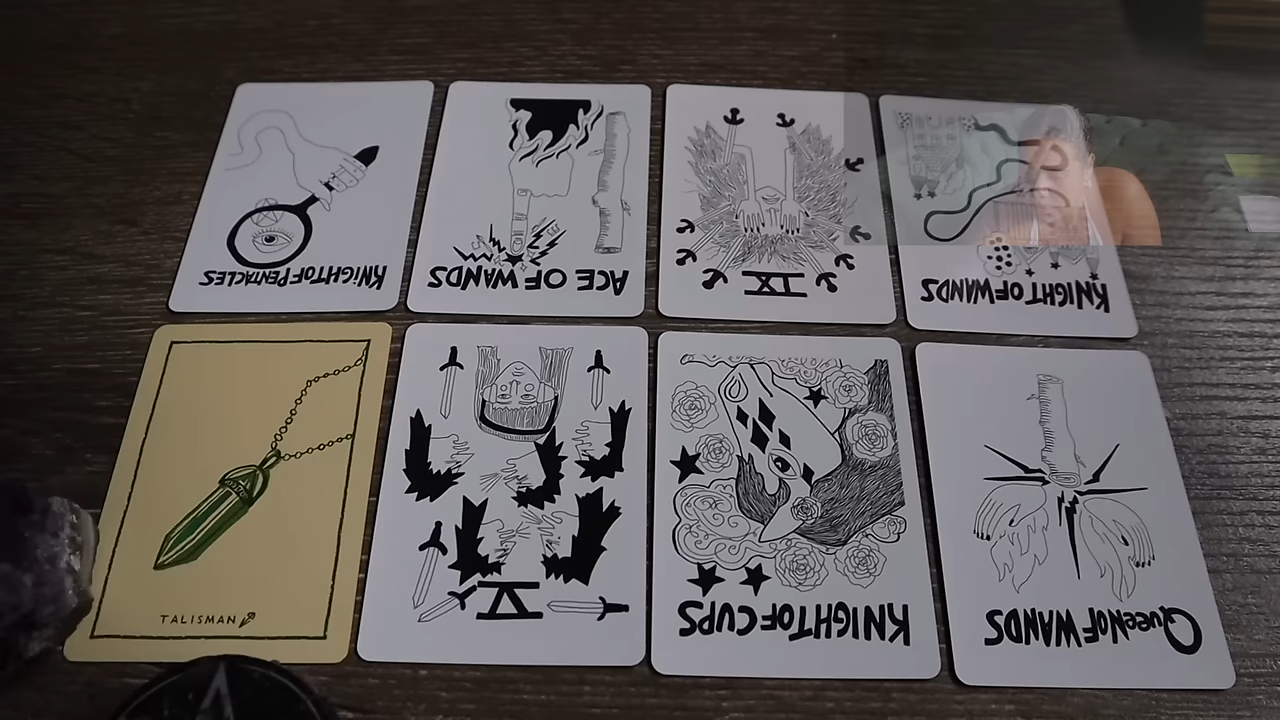 KNIGHT OF PENTACLES
ACE OF WANDS
IX
KNIGHT OF WANDS
TALISMAN
V
KNIGHT OF CUPS
QUEEN OF WANDS